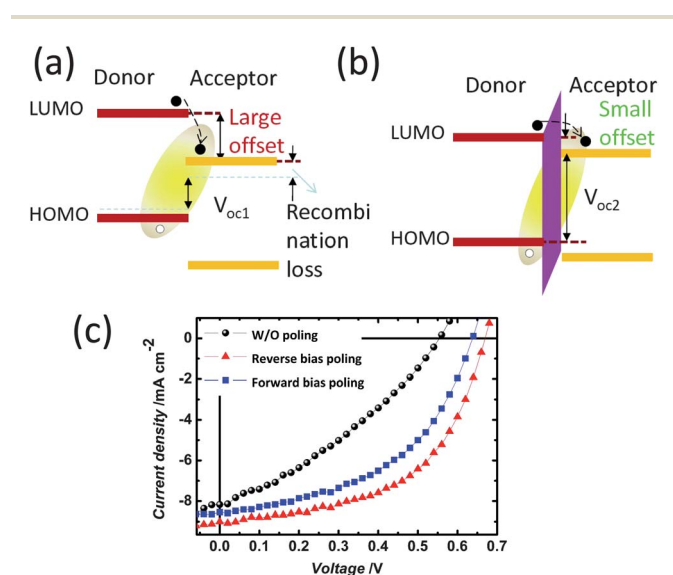 (a)
Donor Acceptor
LUMO
Large
offset
HOMO
Voc1
Recombi
nation
loss
(b)
Donor
Acceptor
LUMO
Small
offset
HOMO
Voc2
(c)
W/O poling
Reverse bias poling
Forward bias poling
Current density /mA cm-2
0
-2
-4
-6
-8
0.0 0.1 0.2 0.3 0.4 0.5 0.6 0.7
Voltage /V